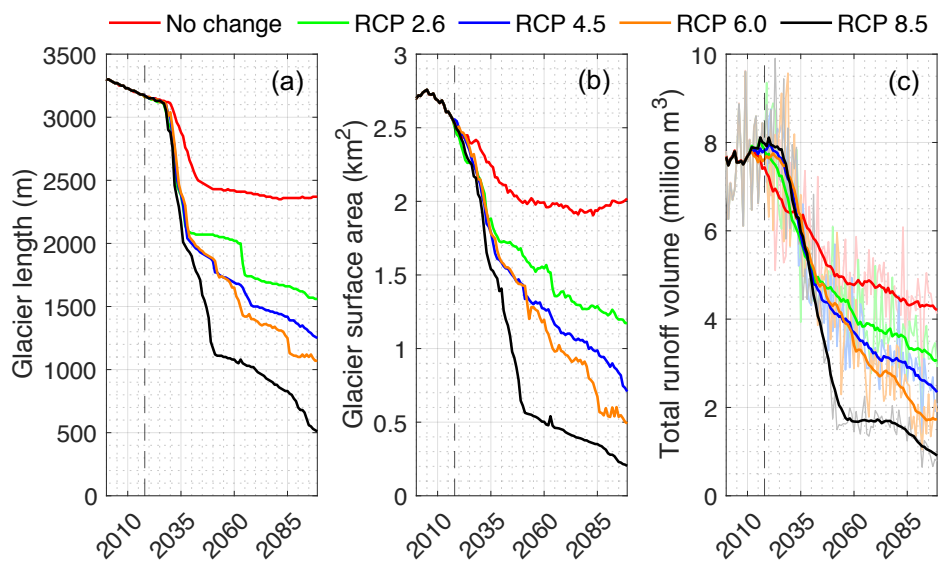 No change RCP 2.6 RCP 4.5 RCP 6.0 RCP 8.5
(a)
Glacier length (m)
3500
3000
2500
2000
1500
1000
500
0
2010 2035 2060 2085
(b)
Glacier surface area (km²)
3
2.5
2
1.5
1
0.5
0
2010 2035 2060 2085
(c)
Total runoff volume (million m³)
10
8
6
4
2
0
2010 2035 2060 2085